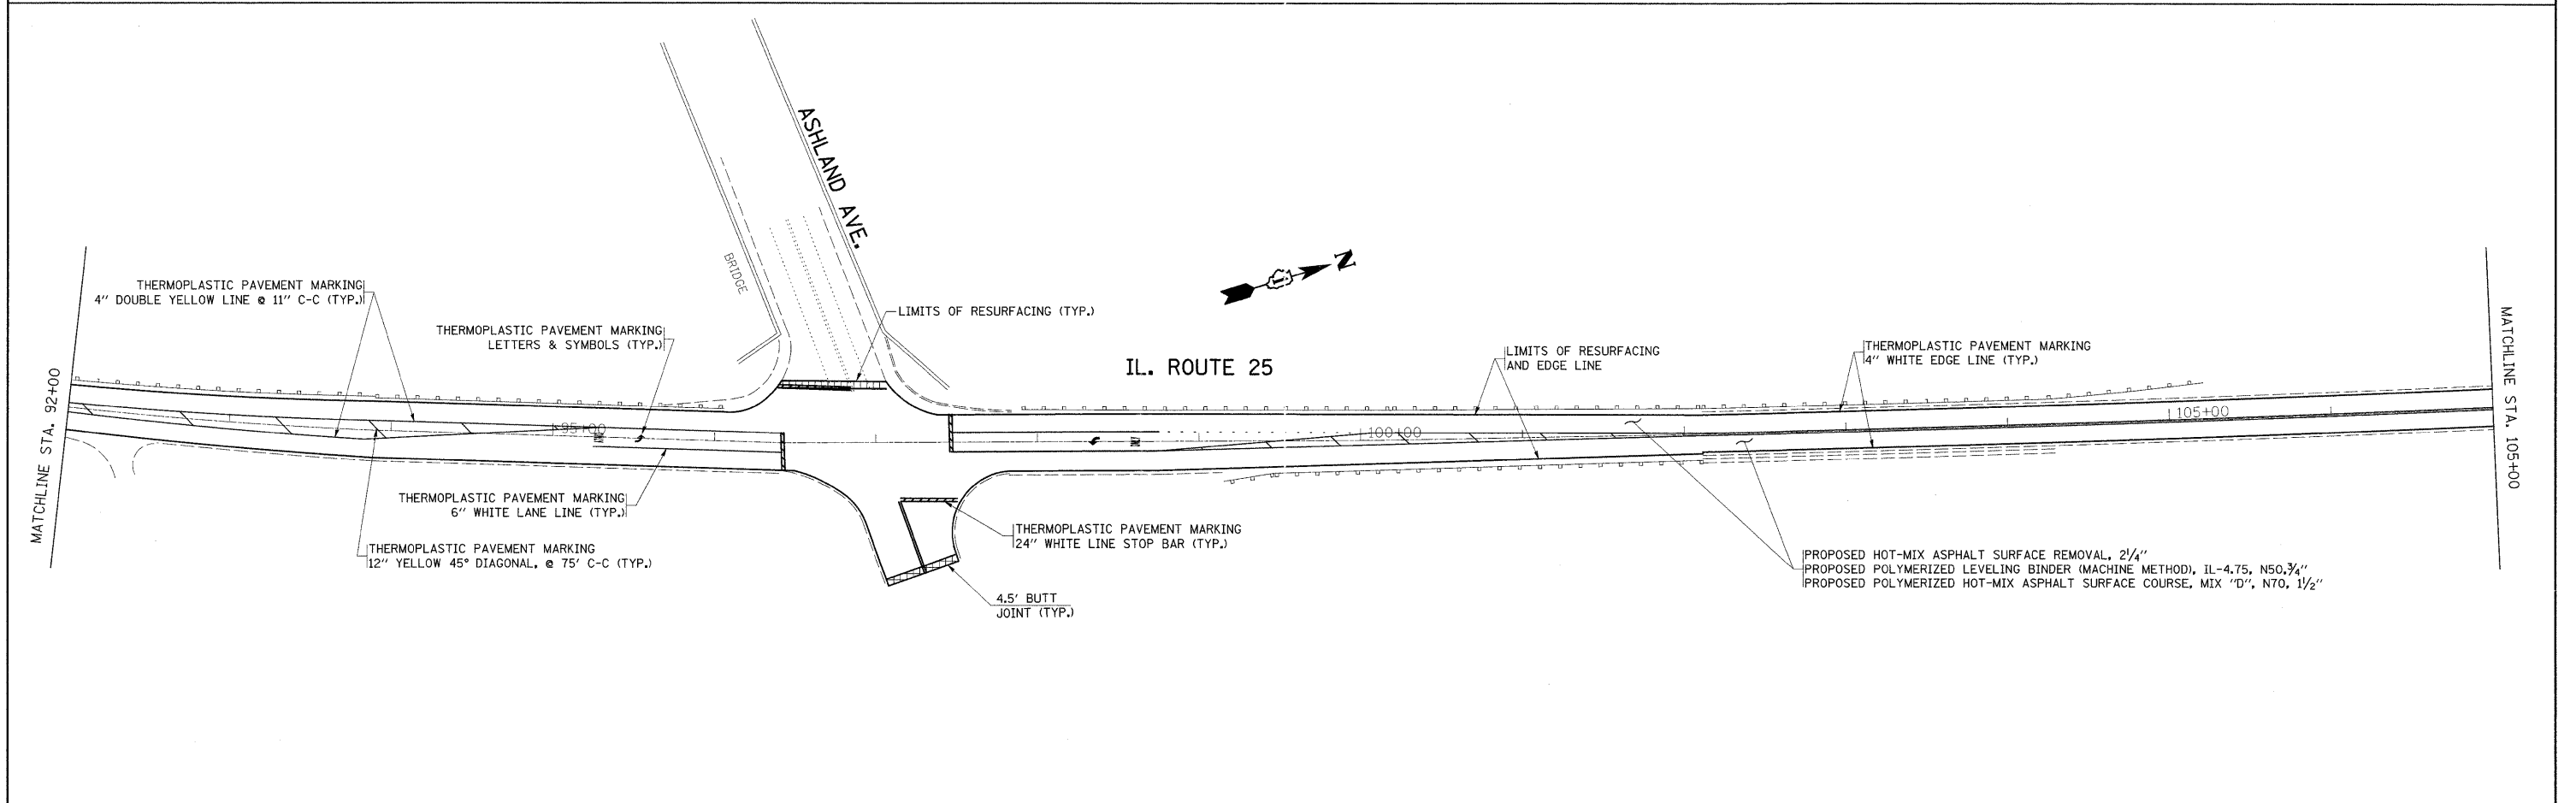 ASHLAND AVE.
BRIDGE
N
THERMOPLASTIC PAVEMENT MARKING
4" DOUBLE YELLOW LINE @ 11" C-C (TYP.)
THERMOPLASTIC PAVEMENT MARKING
LETTERS & SYMBOLS (TYP.)
LIMITS OF RESURFACING (TYP.)
IL. ROUTE 25
LIMITS OF RESURFACING
AND EDGE LINE
THERMOPLASTIC PAVEMENT MARKING
4" WHITE EDGE LINE (TYP.)
MATCHLINE STA. 92+00
MATCHLINE STA. 105+00
95+00
100+00
105+00
THERMOPLASTIC PAVEMENT MARKING
6" WHITE LANE LINE (TYP.)
THERMOPLASTIC PAVEMENT MARKING
12" YELLOW 45° DIAGONAL, @ 75' C-C (TYP.)
THERMOPLASTIC PAVEMENT MARKING
24" WHITE LINE STOP BAR (TYP.)
4.5' BUTT
JOINT (TYP.)
PROPOSED HOT-MIX ASPHALT SURFACE REMOVAL, 2 1/4"
PROPOSED POLYMERIZED LEVELING BINDER (MACHINE METHOD), IL-4.75, N50, 3/4"
PROPOSED POLYMERIZED HOT-MIX ASPHALT SURFACE COURSE, MIX "D", N70, 1 1/2"